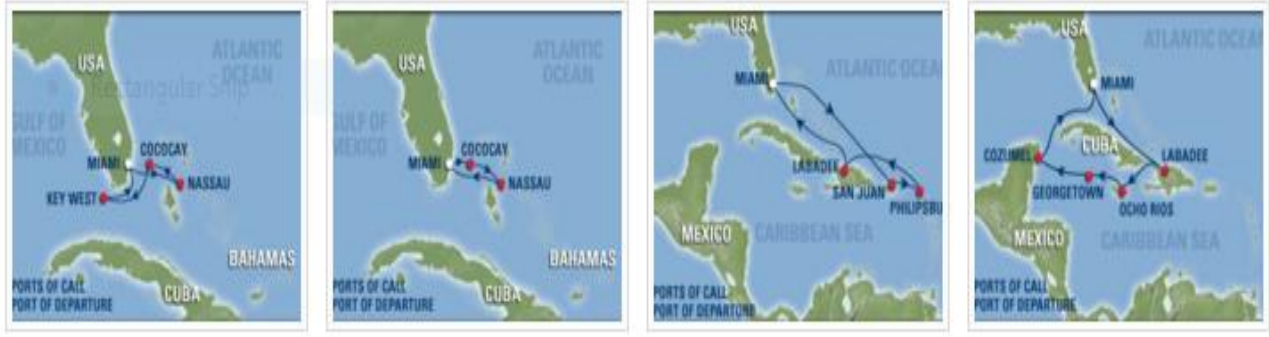 USA
ATLANTIC
OCEAN
Rectangular Ship
GULF OF
MEXICO
MIAMI
COCOCAY
NASSAU
KEY WEST
BAHAMAS
CUBA
PORTS OF CALL
PORT OF DEPARTURE
USA
ATLANTIC
OCEAN
GULF OF
MEXICO
MIAMI
COCOCAY
NASSAU
BAHAMAS
CUBA
PORTS OF CALL
PORT OF DEPARTURE
USA
MIAMI
ATLANTIC OCEA
LABADEE
SAN JUAN
PHILIPSBU
MEXICO
CARIBBEAN SEA
PORTS OF CALL
PORT OF DEPARTURE
USA
ATLANTIC OCEA
MIAMI
CUBA
COZUMEL
LABADEE
GEORGETOWN
OCHO RIOS
MEXICO
CARIBBEAN SEA
PORTS OF CALL
PORT OF DEPARTURE